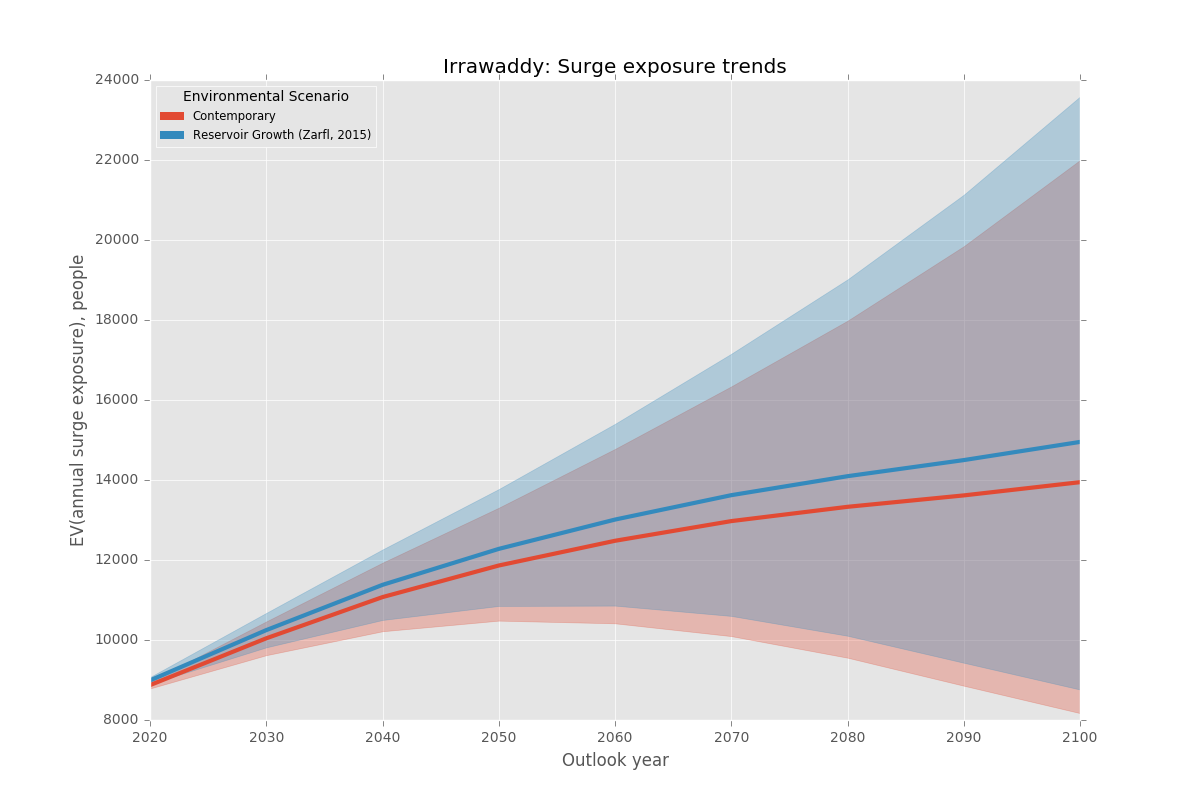 Irrawaddy: Surge exposure trends
Environmental Scenario
Contemporary
Reservoir Growth (Zarfl, 2015)
EV(annual surge exposure), people
24000
22000
20000
18000
16000
14000
12000
10000
8000
2020 2030 2040 2050 2060 2070 2080 2090 2100
Outlook year